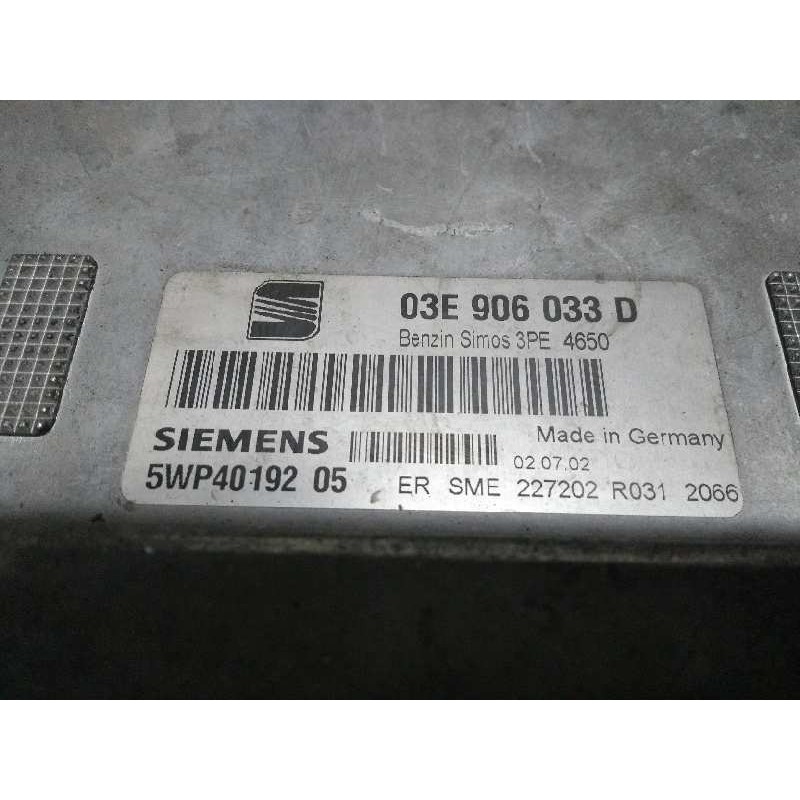 03E 906 033 D
Benzin Simos 3PE 4650
SIEMENS
Made in Germany
02.07.02
5WP40192 05
ER SME 227202 R031 2066